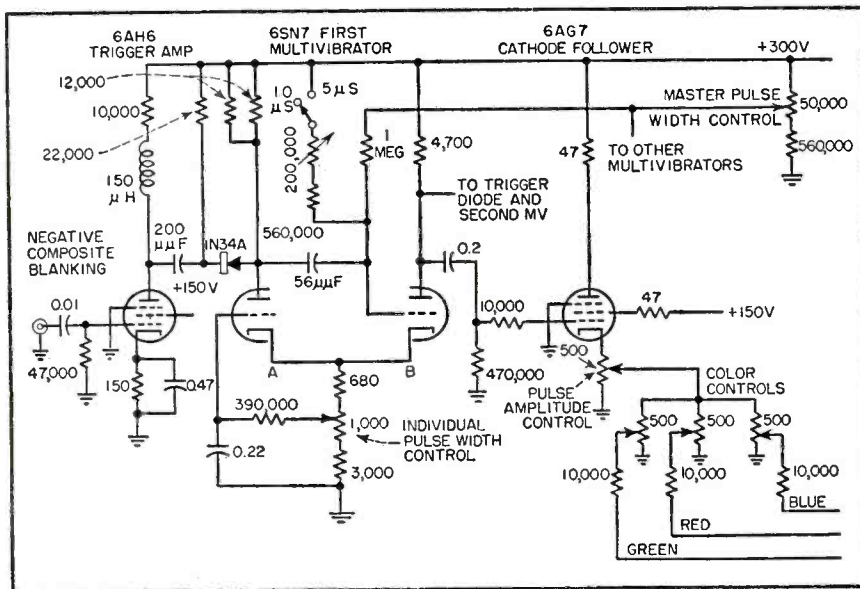 6AH6
TRIGGER AMP
6SN7 FIRST
MULTIVIBRATOR
6AG7
CATHODE FOLLOWER
+300V
12,000
10,000
22,000
10
μS
5 μS
200,000
1
MEG
4,700
47
MASTER PULSE
WIDTH CONTROL
50,000
560,000
TO OTHER
MULTIVIBRATORS
150
μH
TO TRIGGER
DIODE AND
SECOND MV
NEGATIVE
COMPOSITE
BLANKING
200
μμF
1N34A
560,000
56μμF
0.2
+150V
0.01
47,000
150
0.47
A
B
10,000
470,000
47
+150V
500
PULSE
AMPLITUDE
CONTROL
COLOR
CONTROLS
680
390,000
1,000
INDIVIDUAL
PULSE WIDTH
CONTROL
0.22
3,000
500
500
500
10,000
10,000
10,000
BLUE
RED
GREEN